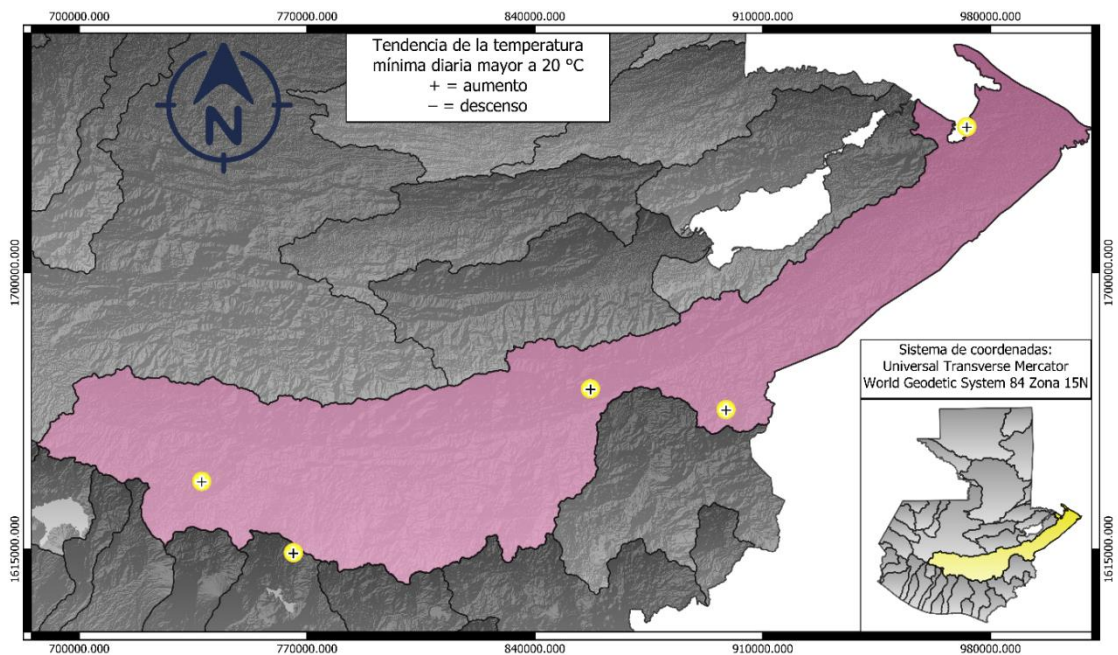 700000.000 770000.000 840000.000 910000.000 980000.000
Tendencia de la temperatura
mínima diaria mayor a 20 °C
+ = aumento
− = descenso
N
+
1700000.000 1700000.000
Sistema de coordenadas:
Universal Transverse Mercator
World Geodetic System 84 Zona 15N
+
+
+
+
1615000.000 1615000.000
700000.000 770000.000 840000.000 910000.000 980000.000